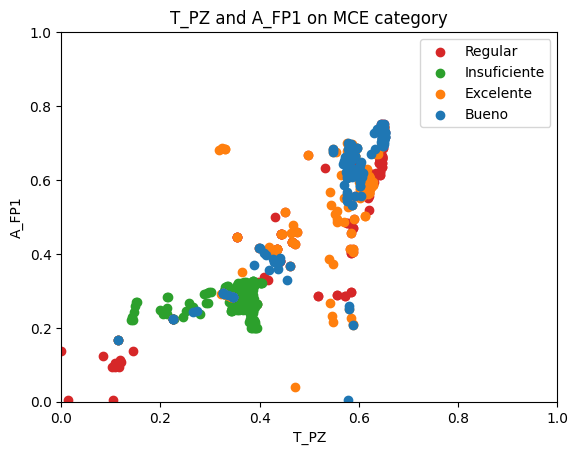 T_PZ and A_FP1 on MCE category
1.0
0.8
0.6
0.4
0.2
0.0
A_FP1
Regular
Insuficiente
Excelente
Bueno
0.0 0.2 0.4 0.6 0.8 1.0
T_PZ